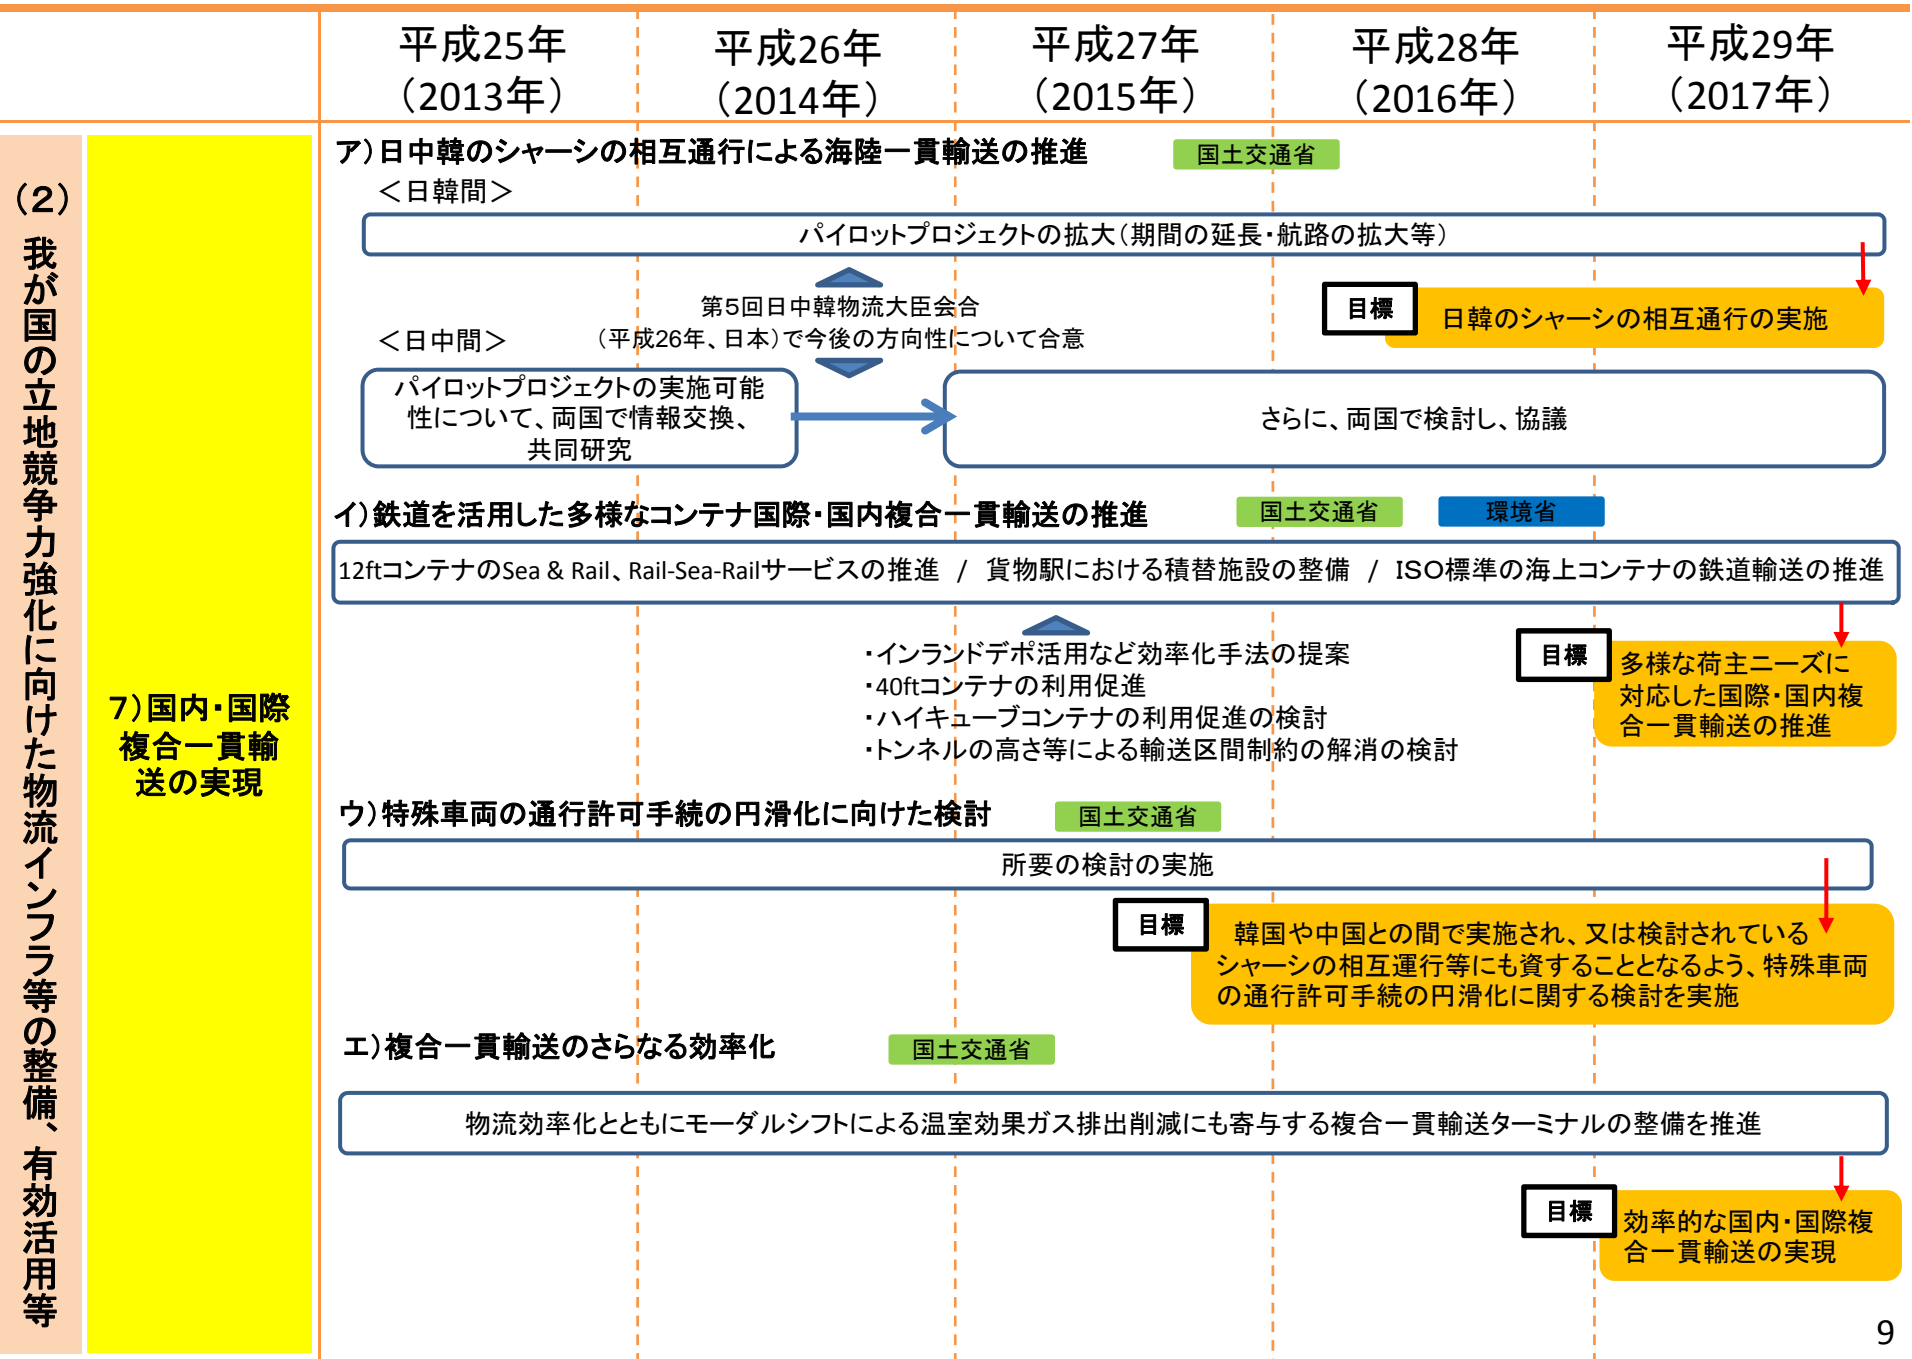 平成25年
（2013年）
平成26年
（2014年）
平成27年
（2015年）
平成28年
（2016年）
平成29年
（2017年）
（２）我が国の立地競争力強化に向けた物流インフラ等の整備、有効活用等
７）国内・国際
複合一貫輸
送の実現
ア）日中韓のシャーシの相互通行による海陸一貫輸送の推進
国土交通省
＜日韓間＞
パイロットプロジェクトの拡大（期間の延長・航路の拡大等）
第5回日中韓物流大臣会合
（平成26年、日本）で今後の方向性について合意
目標
日韓のシャーシの相互通行の実施
＜日中間＞
パイロットプロジェクトの実施可能
性について、両国で情報交換、
共同研究
さらに、両国で検討し、協議
イ）鉄道を活用した多様なコンテナ国際・国内複合一貫輸送の推進
国土交通省
環境省
12ftコンテナのSea & Rail、Rail-Sea-Railサービスの推進 / 貨物駅における積替施設の整備 / ISO標準の海上コンテナの鉄道輸送の推進
・インランドデポ活用など効率化手法の提案
・40ftコンテナの利用促進
・ハイキューブコンテナの利用促進の検討
・トンネルの高さ等による輸送区間制約の解消の検討
目標
多様な荷主ニーズに
対応した国際・国内複
合一貫輸送の推進
ウ）特殊車両の通行許可手続の円滑化に向けた検討
国土交通省
所要の検討の実施
目標
韓国や中国との間で実施され、又は検討されている
シャーシの相互運行等にも資することとなるよう、特殊車両
の通行許可手続の円滑化に関する検討を実施
エ）複合一貫輸送のさらなる効率化
国土交通省
物流効率化とともにモーダルシフトによる温室効果ガス排出削減にも寄与する複合一貫輸送ターミナルの整備を推進
目標
効率的な国内・国際複
合一貫輸送の実現
9